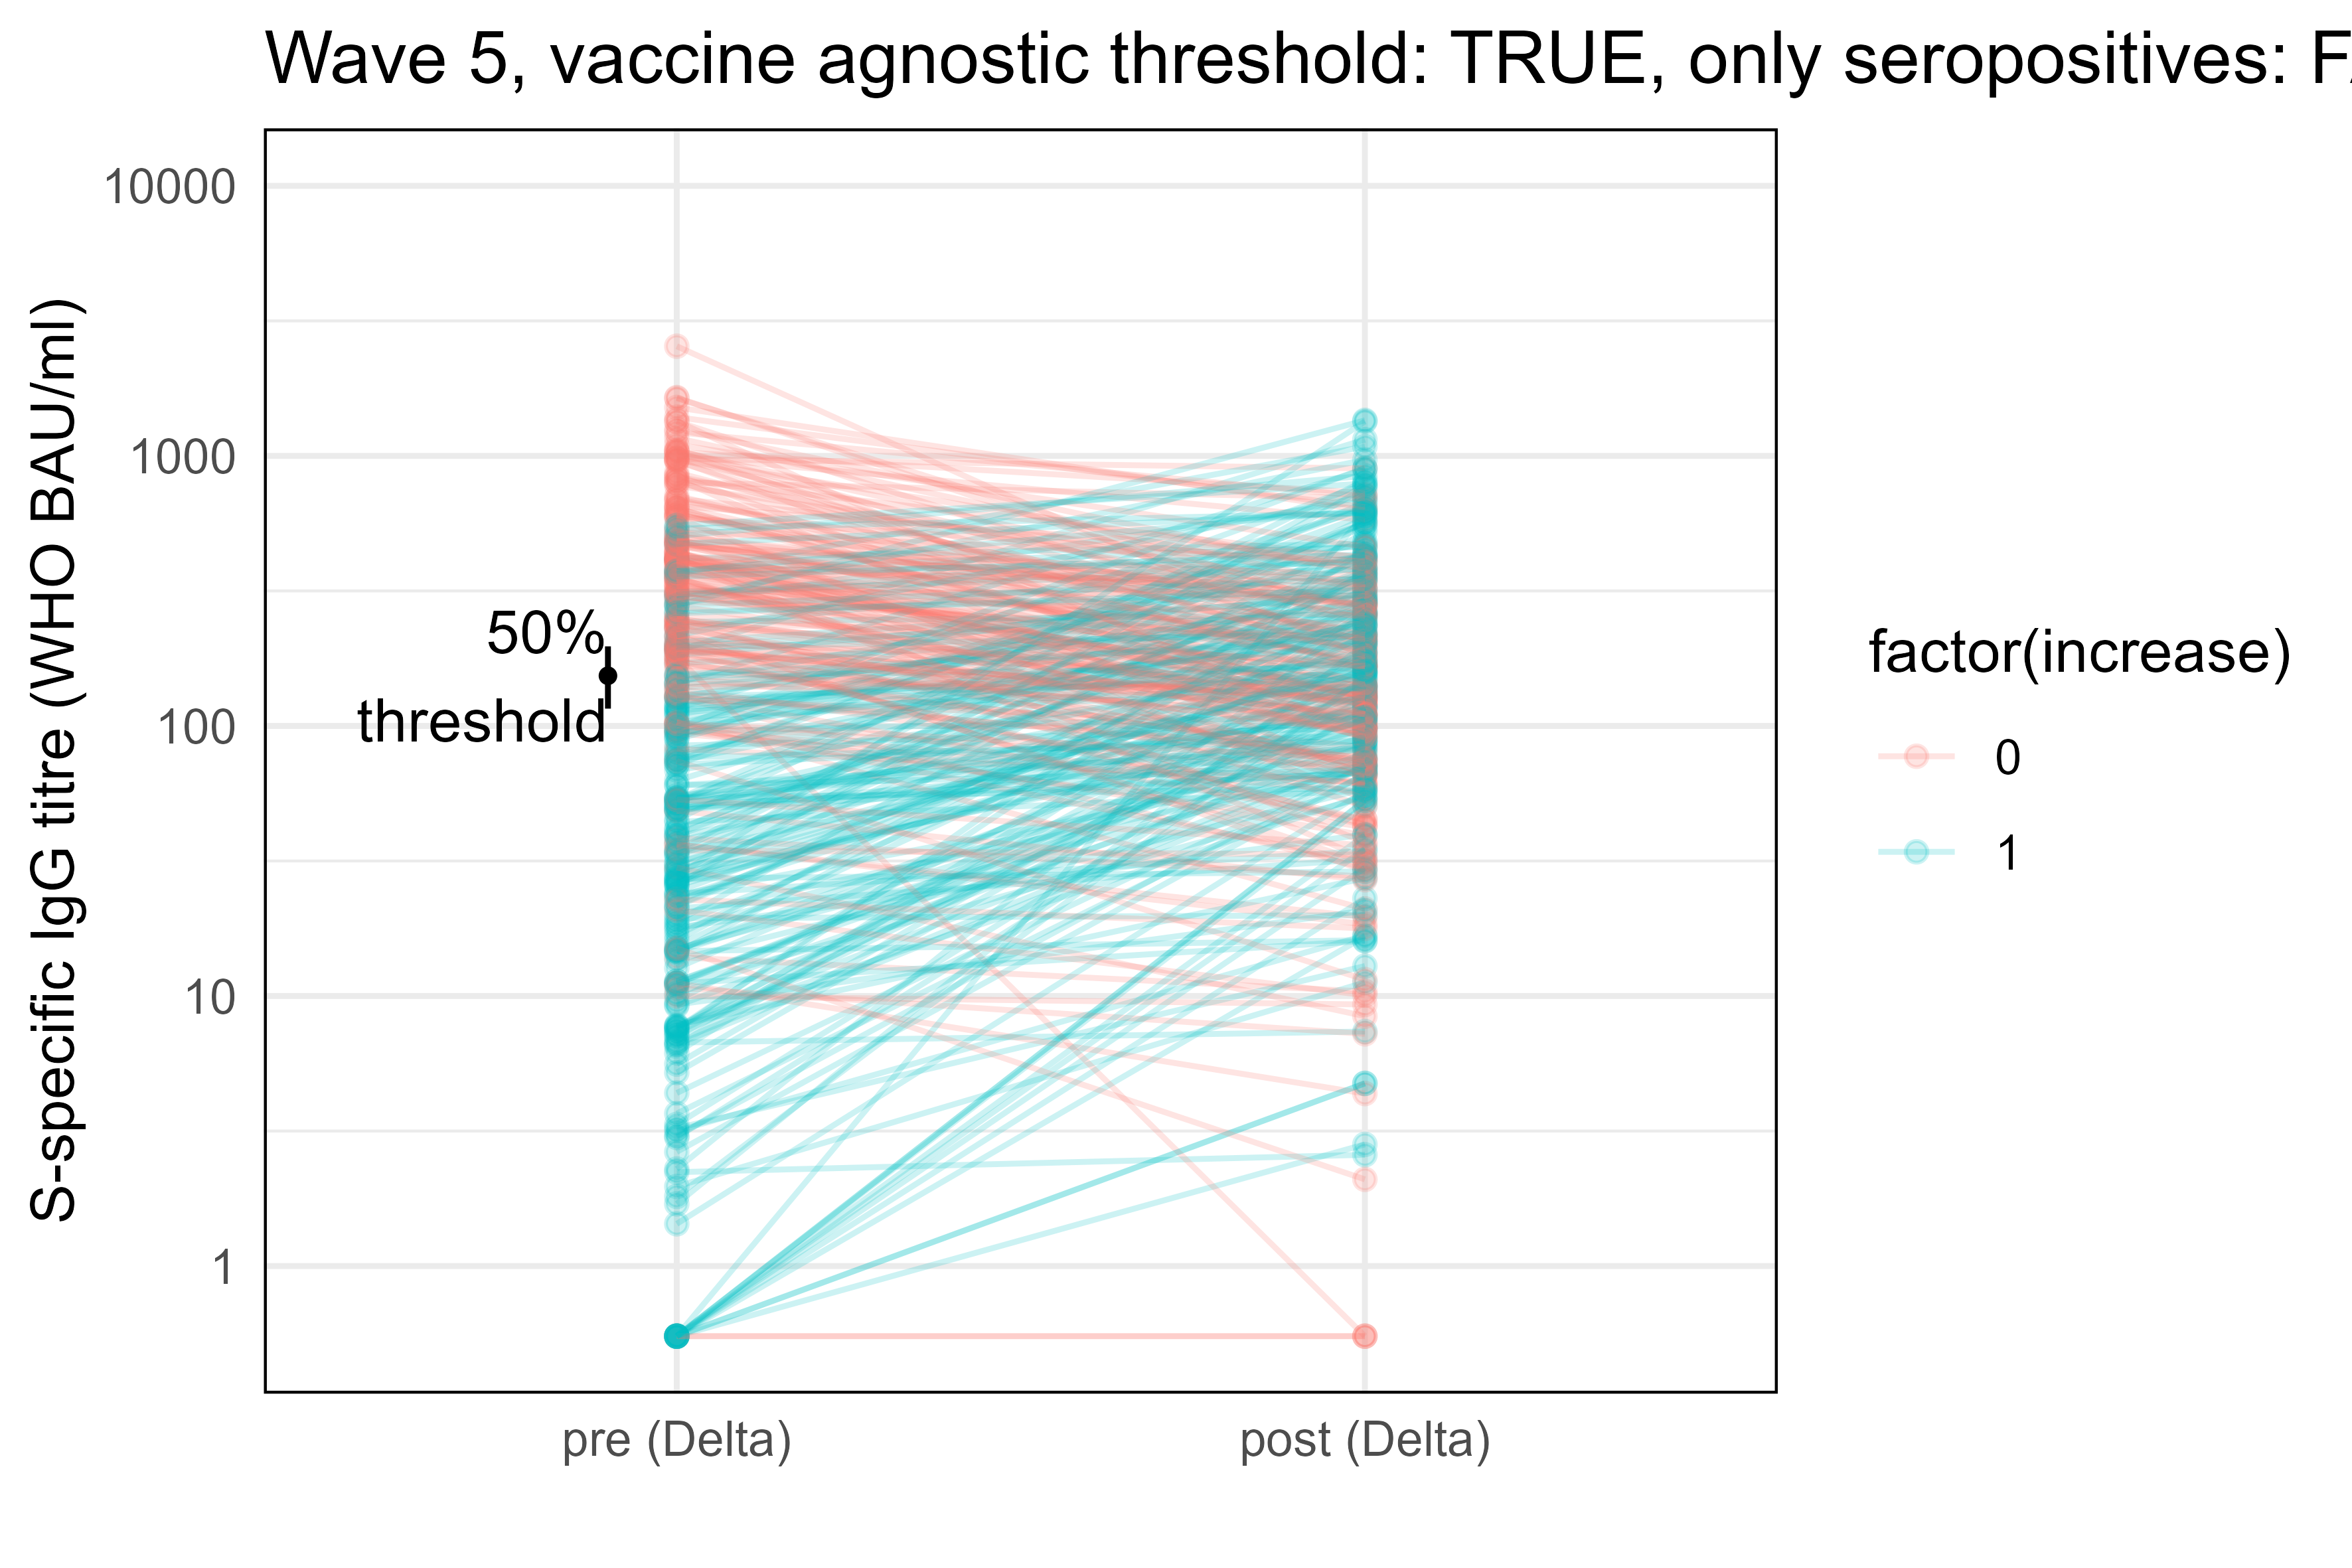 Wave 5, vaccine agnostic threshold: TRUE, only seropositives: F
S-specific IgG titre (WHO BAU/ml)
10000
1000
100
10
1
50%
threshold
pre (Delta)
post (Delta)
factor(increase)
0
1